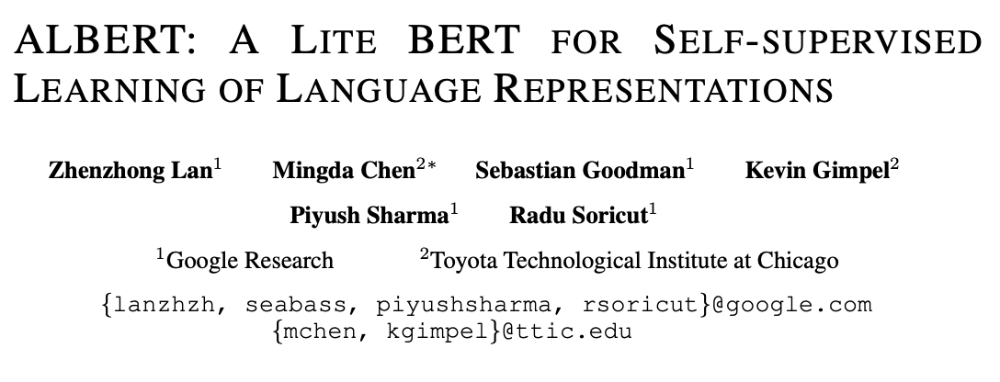 ALBERT: A LITE BERT FOR SELF-SUPERVISED
LEARNING OF LANGUAGE REPRESENTATIONS
Zhenzhong Lan¹ Mingda Chen²* Sebastian Goodman¹ Kevin Gimpel²
Piyush Sharma¹ Radu Soricut¹
¹Google Research ²Toyota Technological Institute at Chicago
{lanzhzh, seabass, piyushsharma, rsoricut}@google.com
{mchen, kgimpel}@ttic.edu